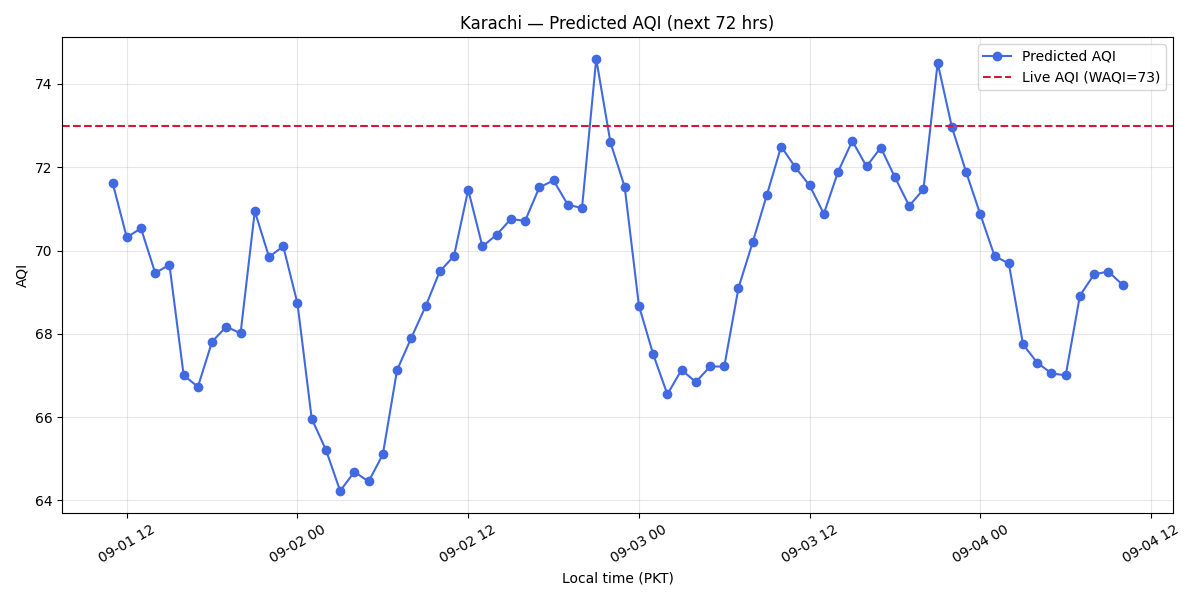 Karachi — Predicted AQI (next 72 hrs)
Predicted AQI
Live AQI (WAQI=73)
AQI
74
72
70
68
66
64
09-01 12
09-02 00
09-02 12
09-03 00
09-03 12
09-04 00
09-04 12
Local time (PKT)